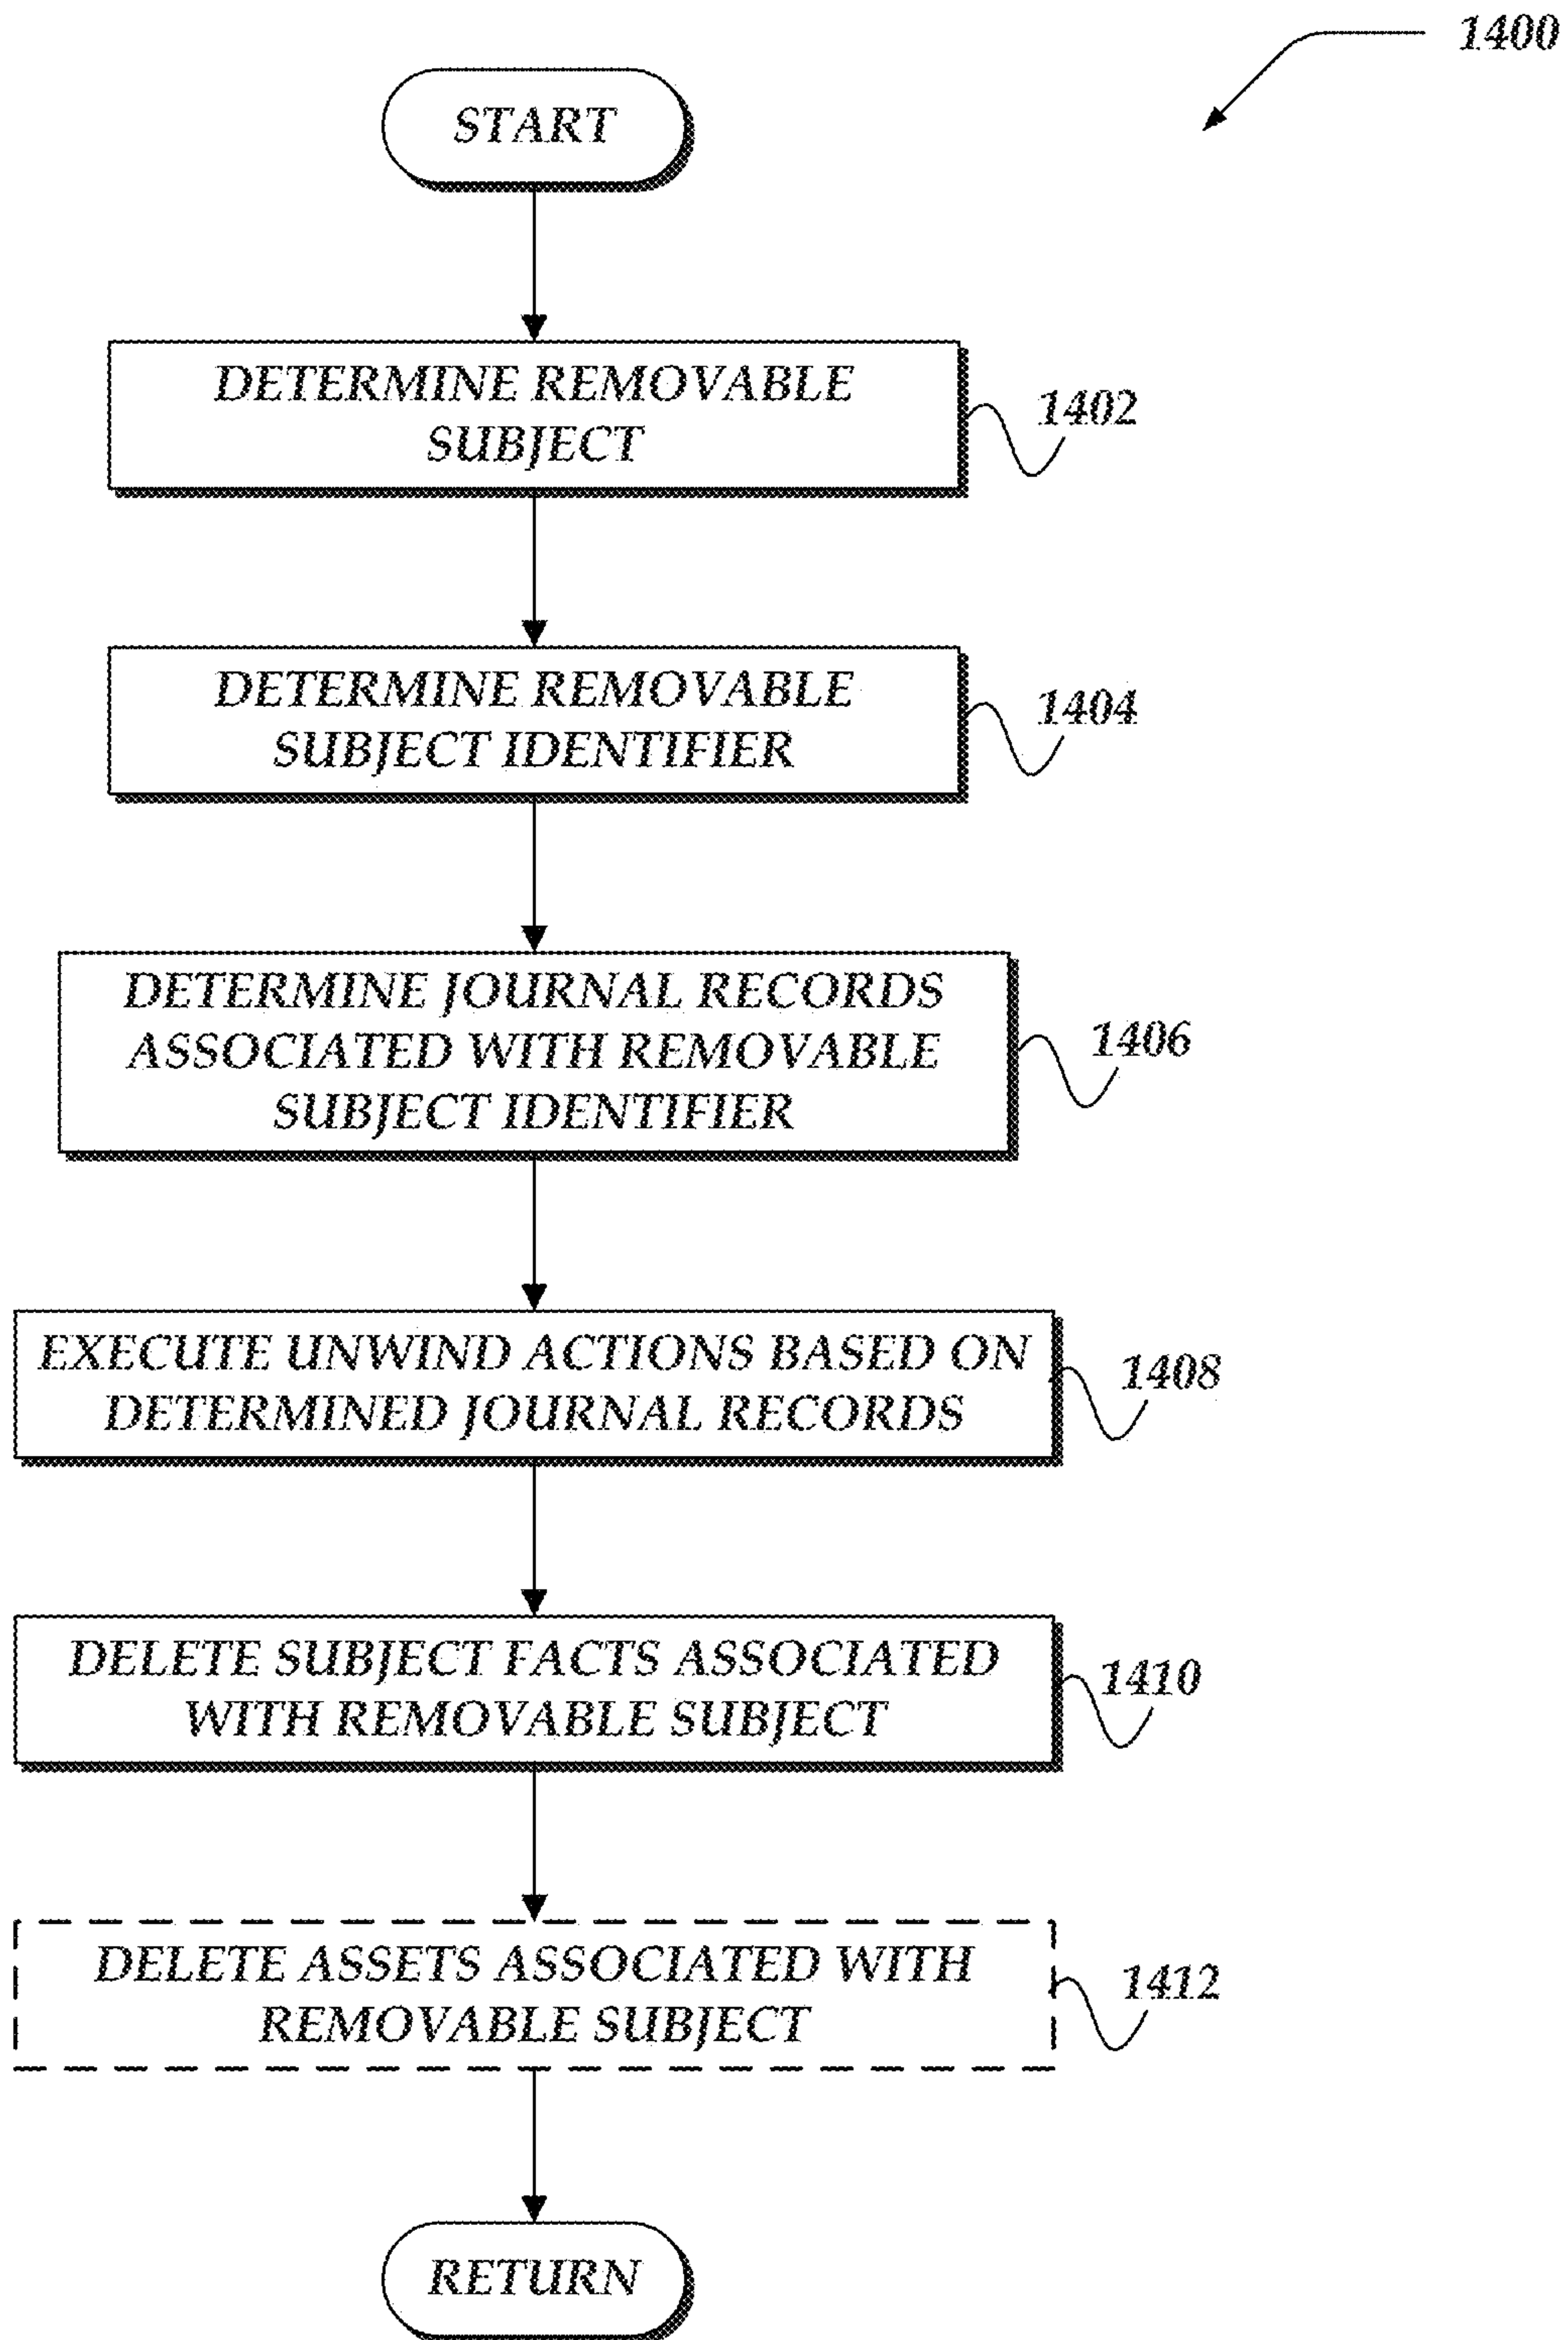 1400
START
DETERMINE REMOVABLE
SUBJECT
1402
DETERMINE REMOVABLE
SUBJECT IDENTIFIER
1404
DETERMINE JOURNAL RECORDS
ASSOCIATED WITH REMOVABLE
SUBJECT IDENTIFIER
1406
EXECUTE UNWIND ACTIONS BASED ON
DETERMINED JOURNAL RECORDS
1408
DELETE SUBJECT FACTS ASSOCIATED
WITH REMOVABLE SUBJECT
1410
DELETE ASSETS ASSOCIATED WITH
REMOVABLE SUBJECT
1412
RETURN